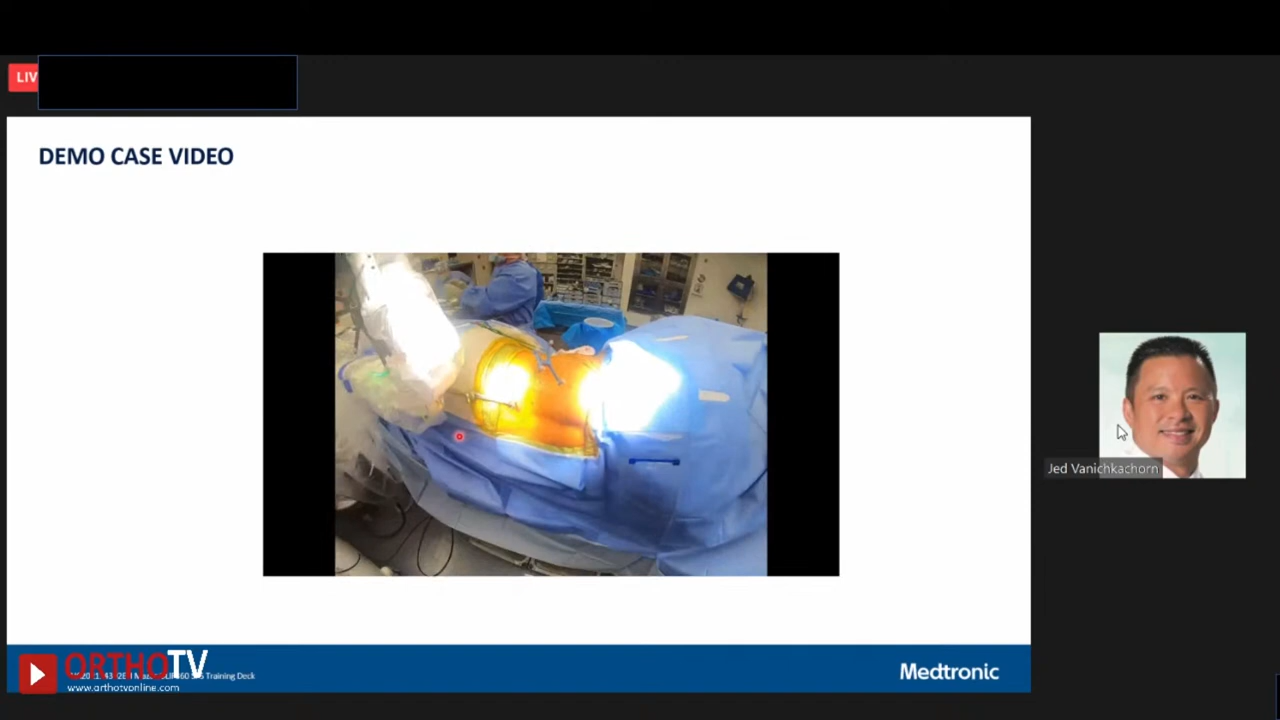 LIV
DEMO CASE VIDEO
Jed Vanichkachorn
ORTHOTV
Training Deck
www.orthotvonline.com
Medtronic